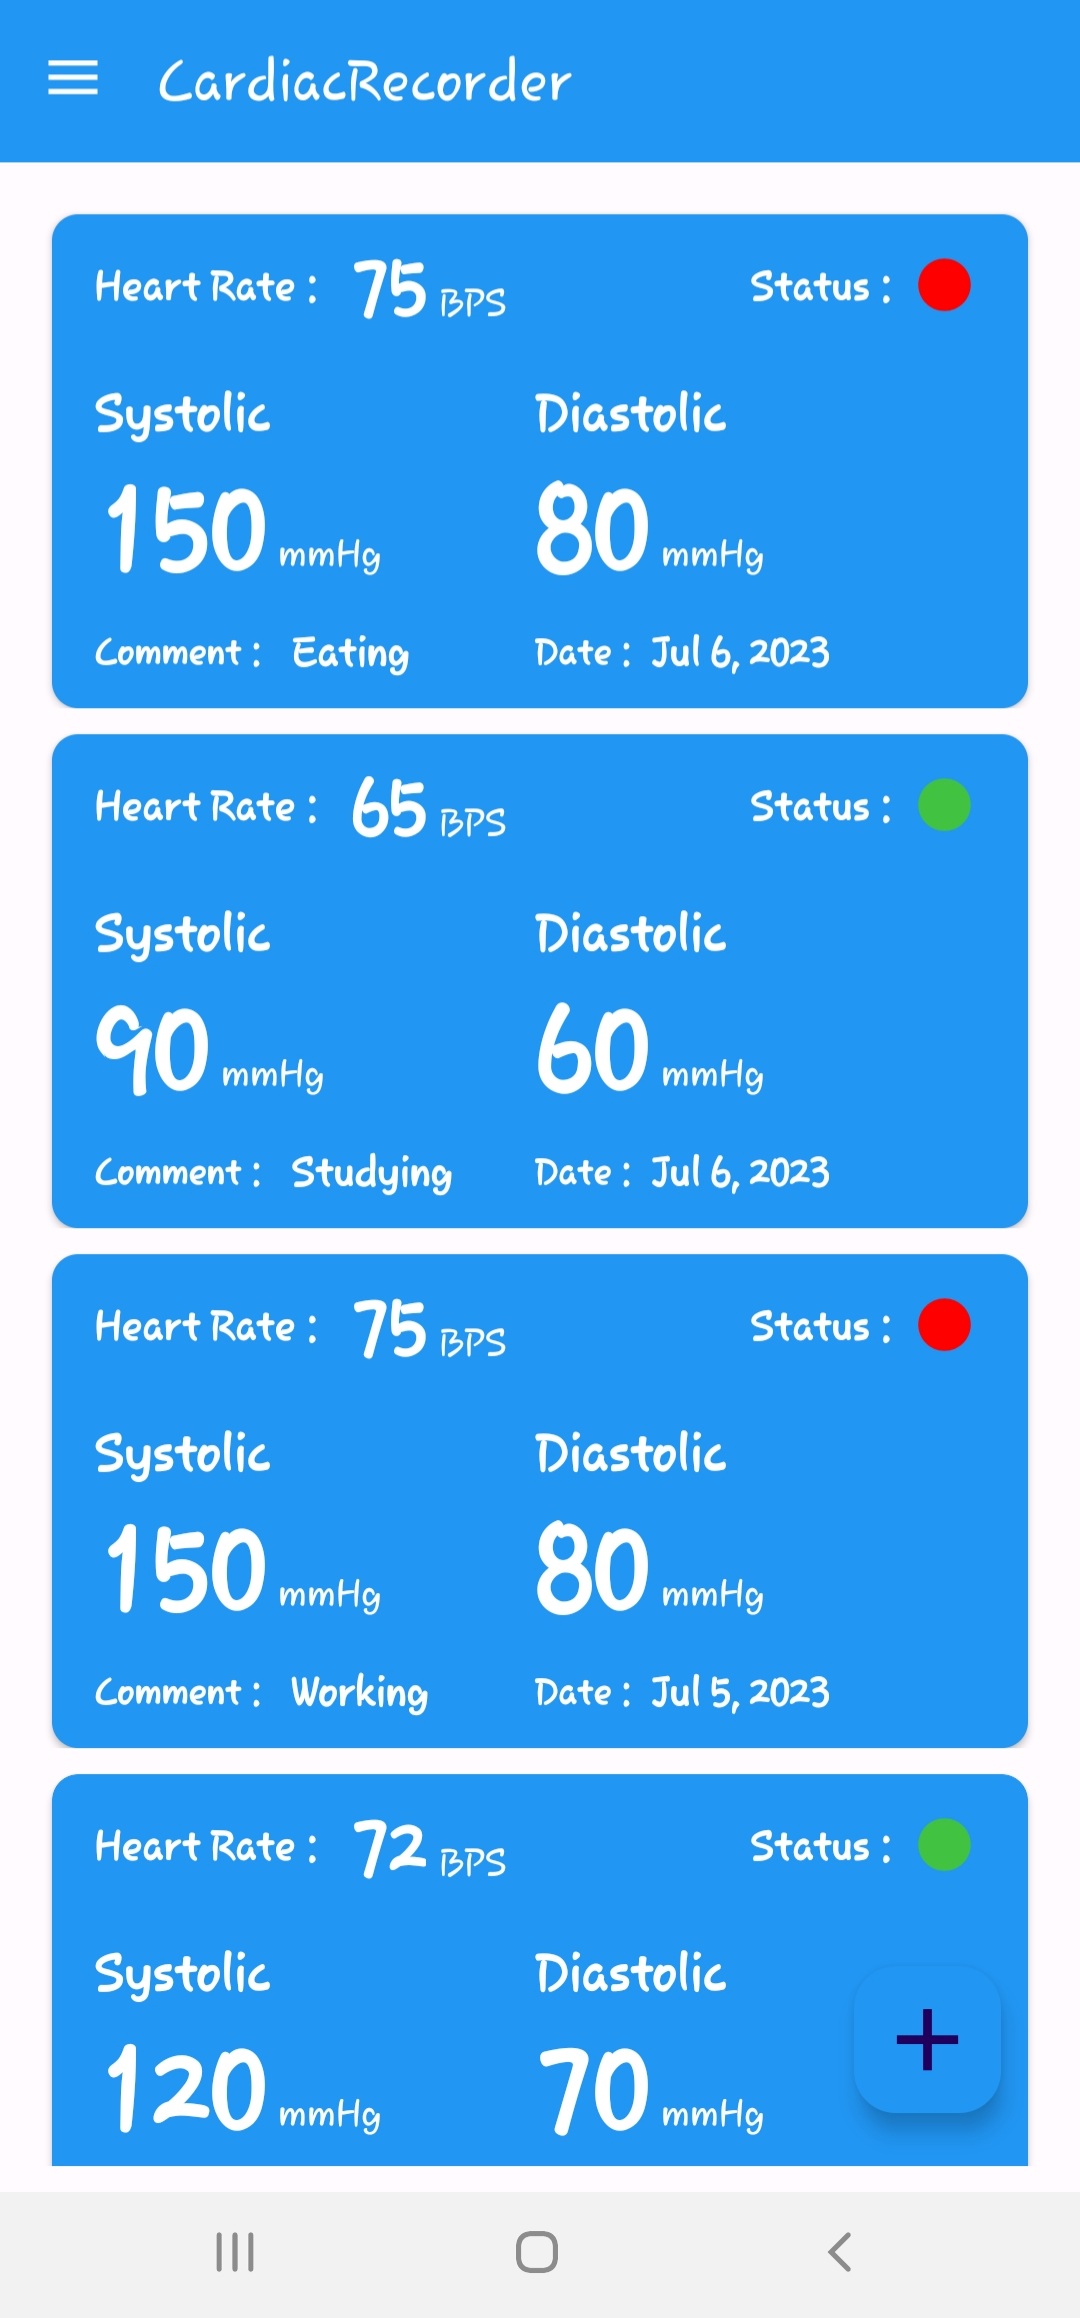 CardiacRecorder
Heart Rate : 75 BPS Status :
Systolic Diastolic
150 mmHg 80 mmHg
Comment : Eating Date : Jul 6, 2023
Heart Rate : 65 BPS Status :
Systolic Diastolic
90 mmHg 60 mmHg
Comment : Studying Date : Jul 6, 2023
Heart Rate : 75 BPS Status :
Systolic Diastolic
150 mmHg 80 mmHg
Comment : Working Date : Jul 5, 2023
Heart Rate : 72 BPS Status :
Systolic Diastolic
120 mmHg 70 mmHg